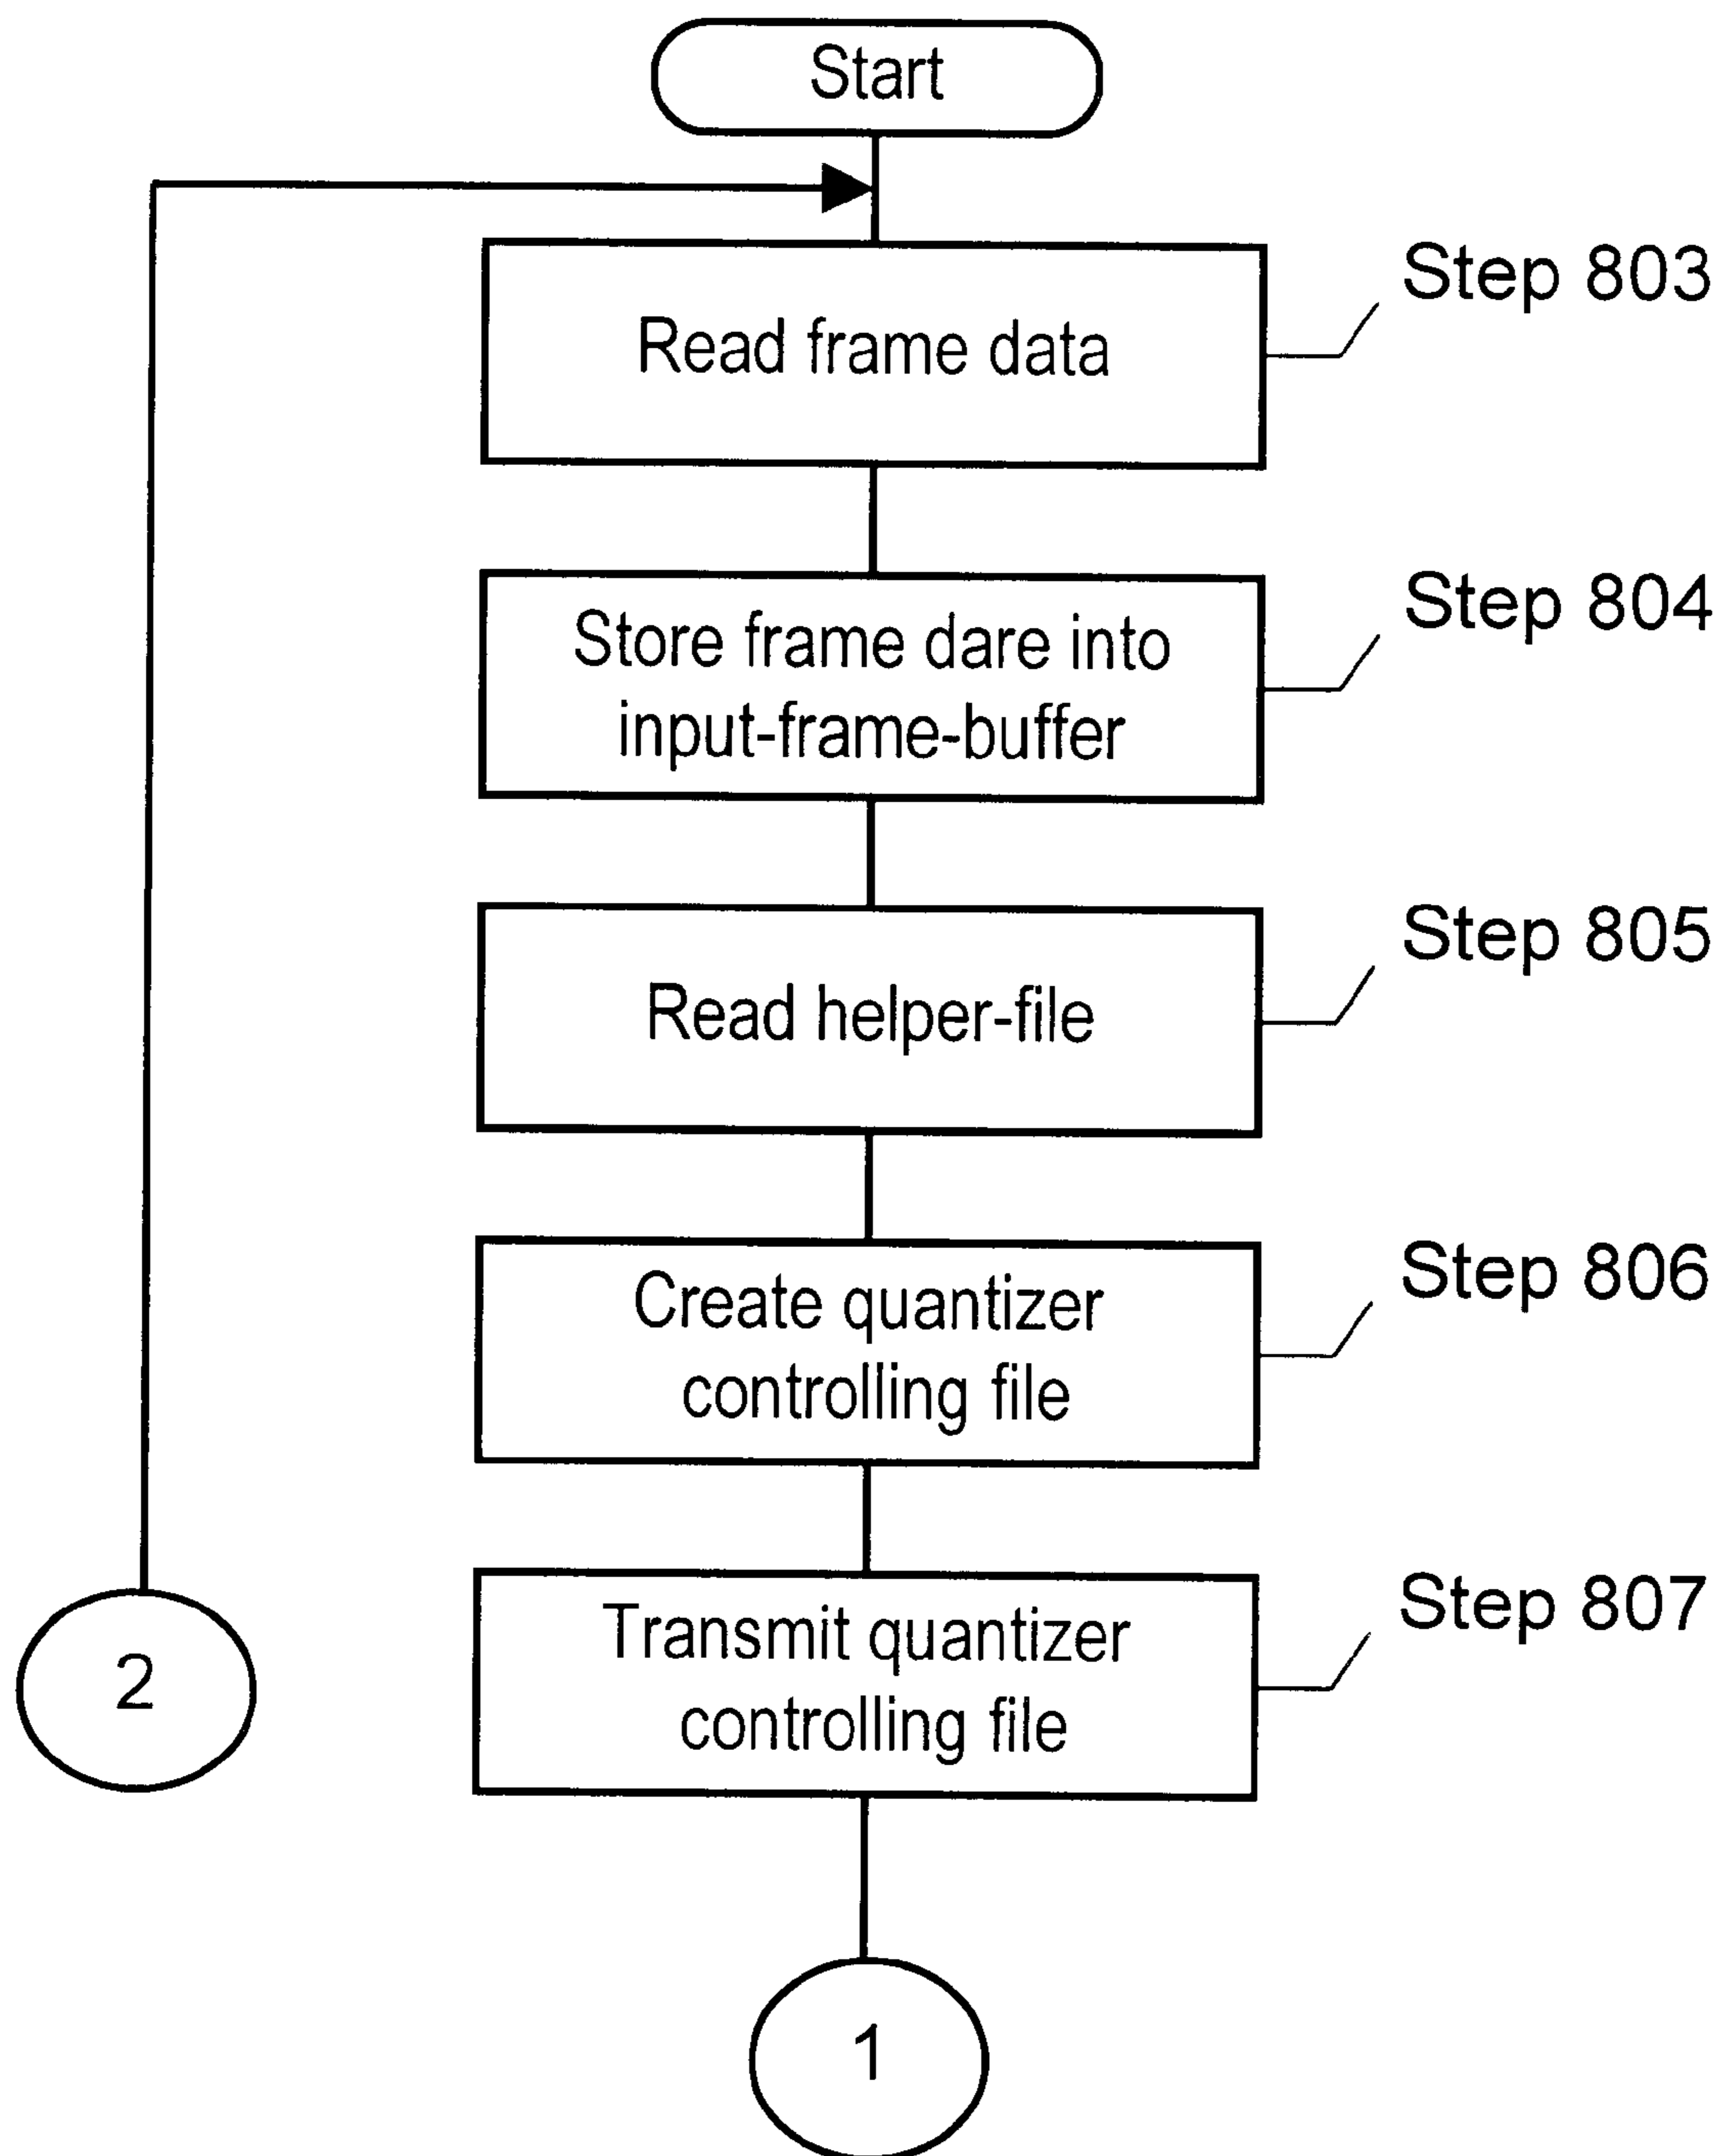 Start
Step 803
Read frame data
Step 804
Store frame dare into
input-frame-buffer
Step 805
Read helper-file
Step 806
Create quantizer
controlling file
Step 807
Transmit quantizer
controlling file
2
1